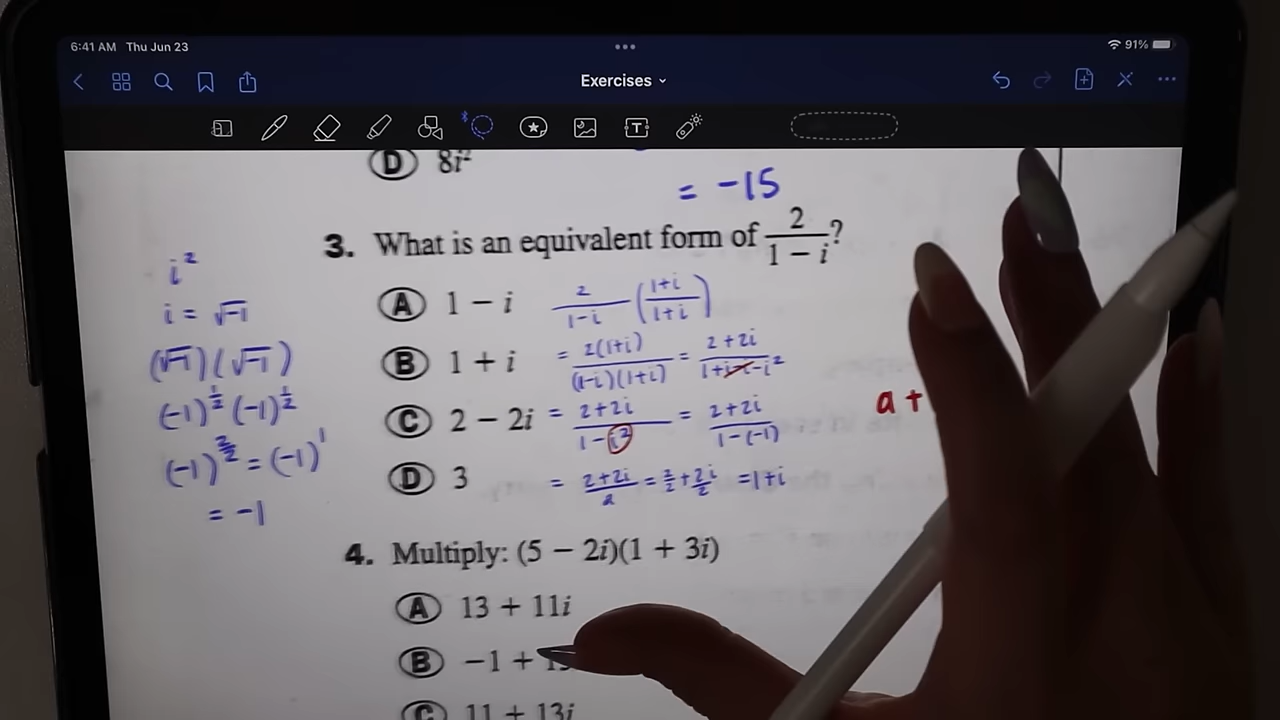 6:41 AM Thu Jun 23
91%
Exercises
D 8i²
= -15
3. What is an equivalent form of 2/(1 − i)?
A 1 − i
B 1 + i
C 2 − 2i
D 3
i²
i = √-1
(√-1)(√-1)
(-1)^(1/2) (-1)^(1/2)
(-1)^(2/2) = (-1)^1
= -1
2/(1-i) ((1+i)/(1+i))
= 2(1+i)/((1-i)(1+i)) = (2+2i)/(1+i-i-i²)
= (2+2i)/(1-i²) = (2+2i)/(1-(-1))
= (2+2i)/2 = 2/2 + 2i/2 = 1+i
a +
4. Multiply: (5 − 2i)(1 + 3i)
A 13 + 11i
B −1 +
C 11 + 13i